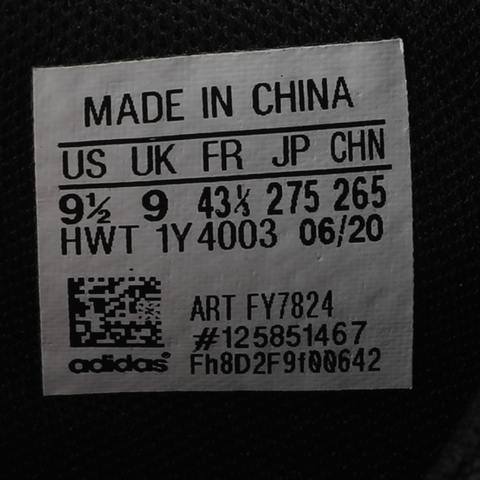 MADE IN CHINA
US UK FR JP CHN
9½ 9 43⅓ 275 265
HWT 1Y4003 06/20
ART FY7824
#125851467
adidas Fh8D2F9f00642